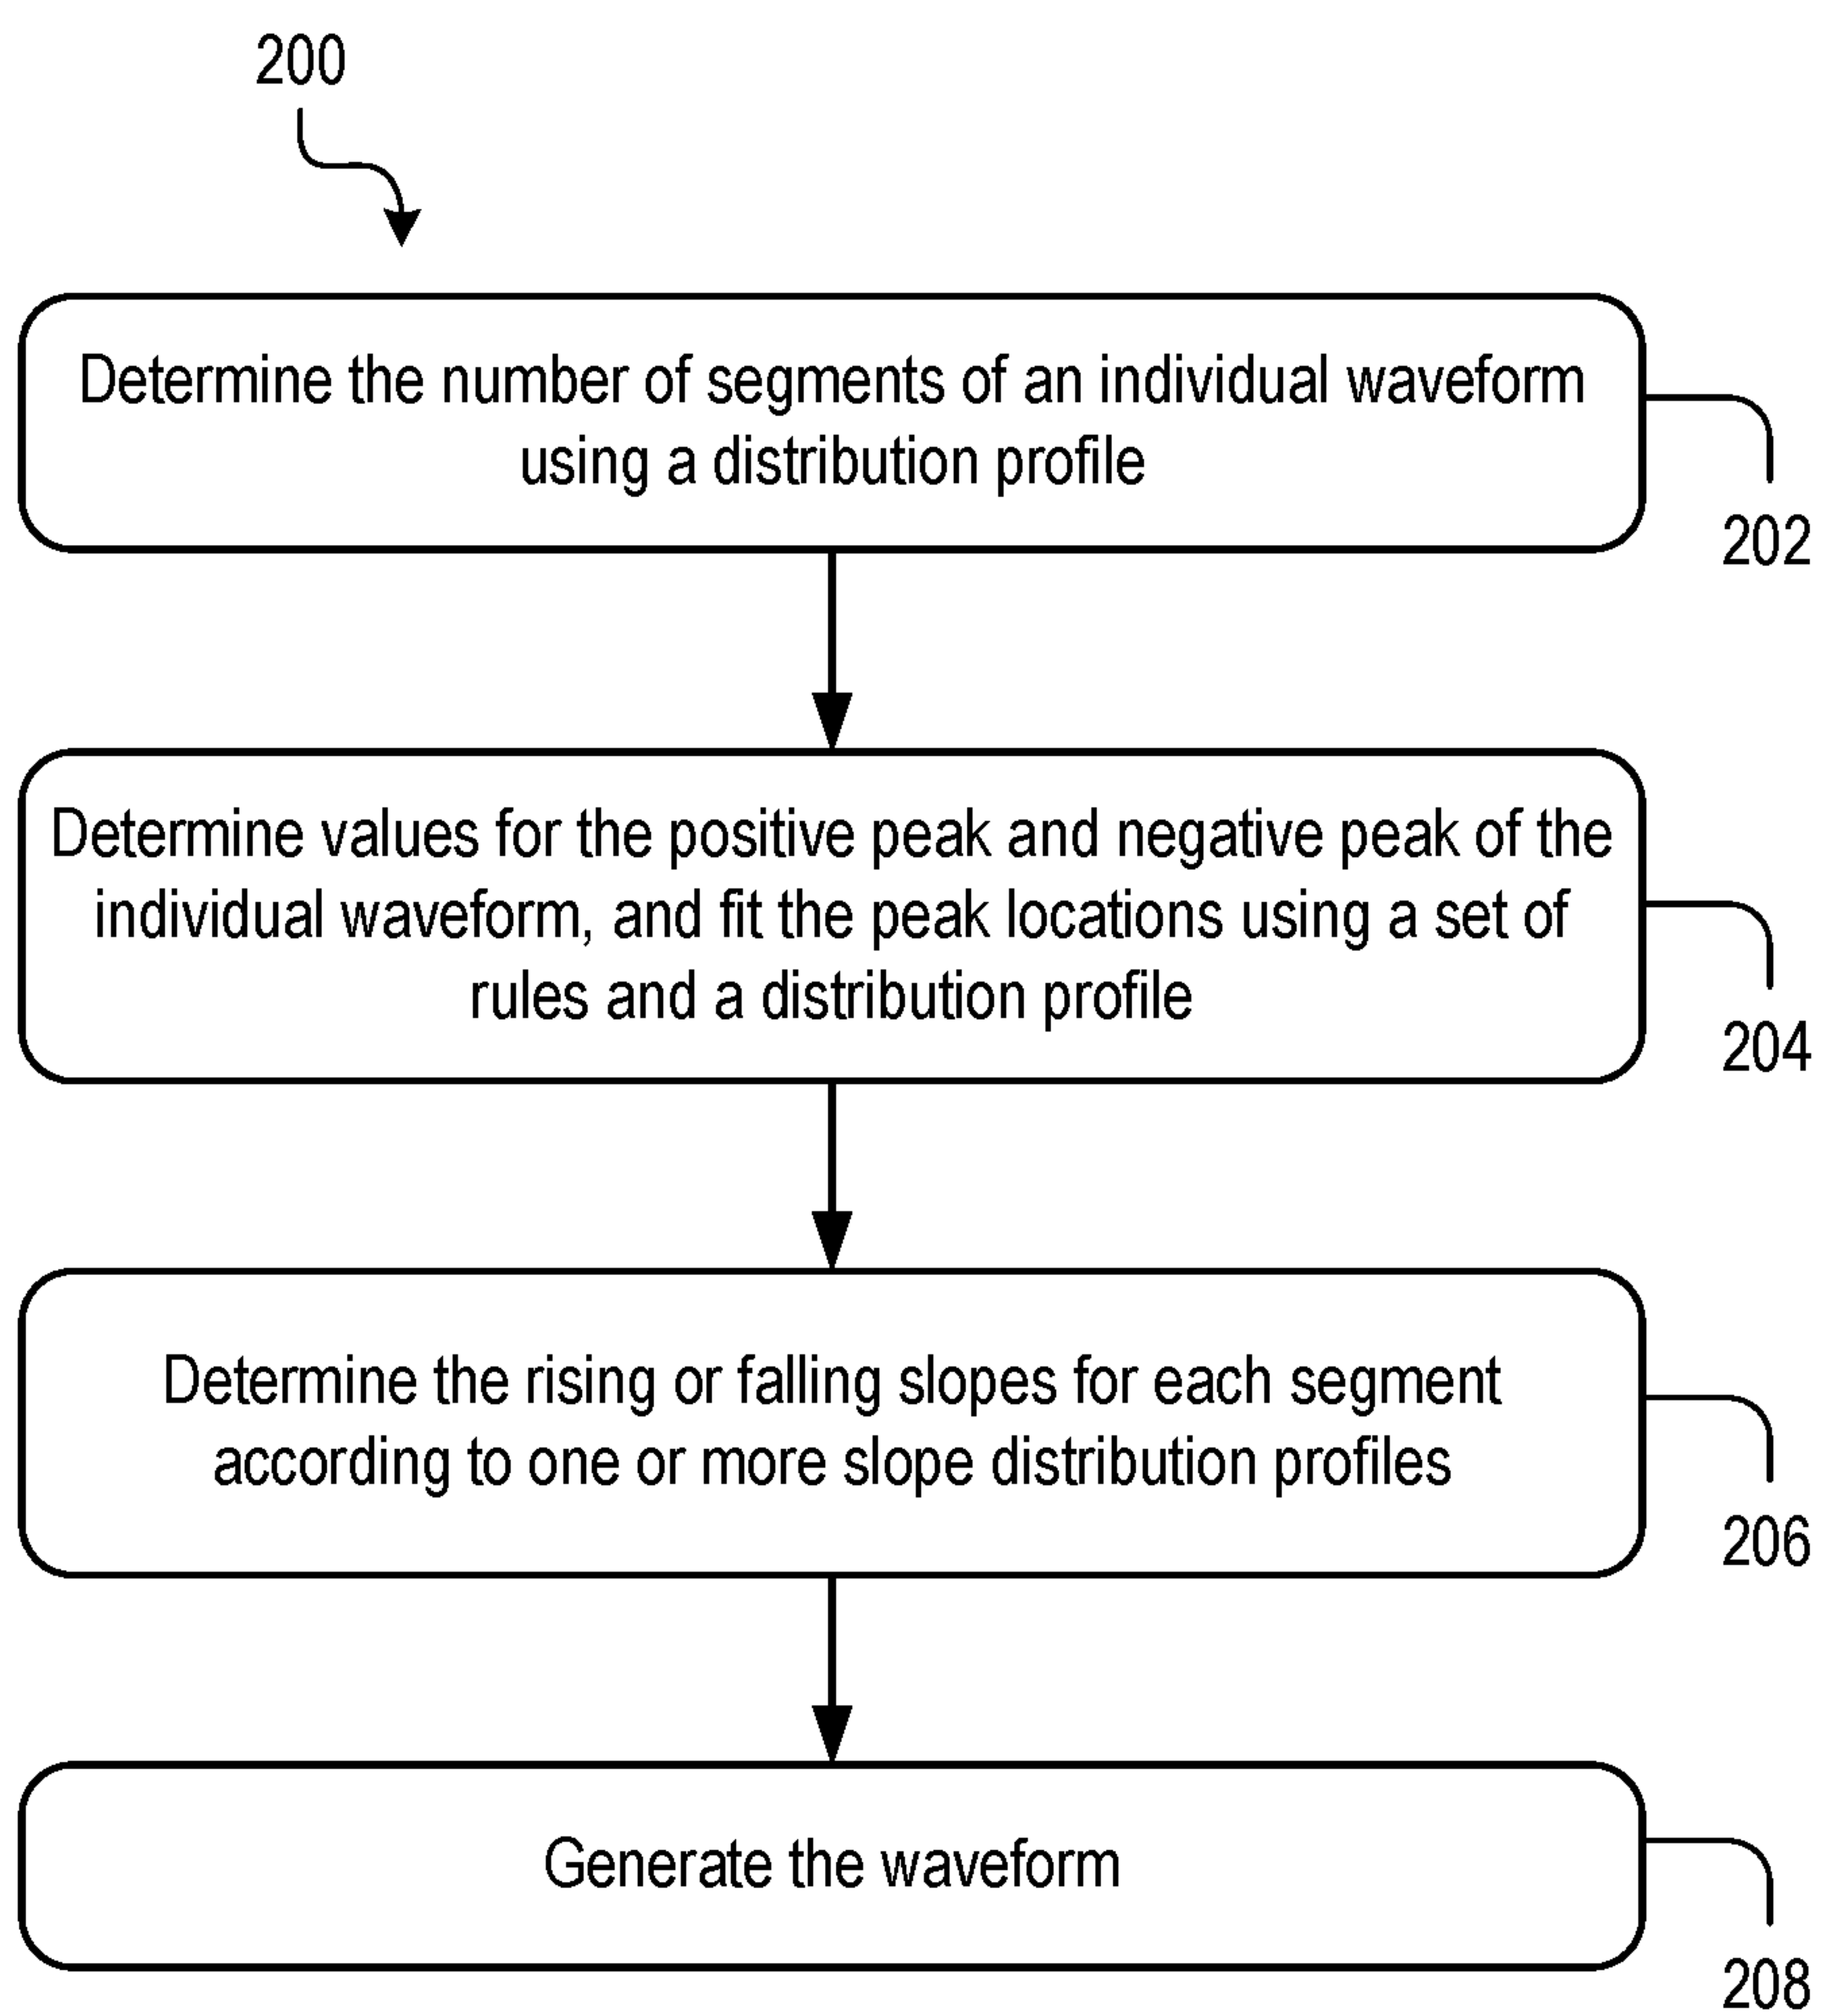 200
Determine the number of segments of an individual waveform
using a distribution profile
202
Determine values for the positive peak and negative peak of the
individual waveform, and fit the peak locations using a set of
rules and a distribution profile
204
Determine the rising or falling slopes for each segment
according to one or more slope distribution profiles
206
Generate the waveform
208